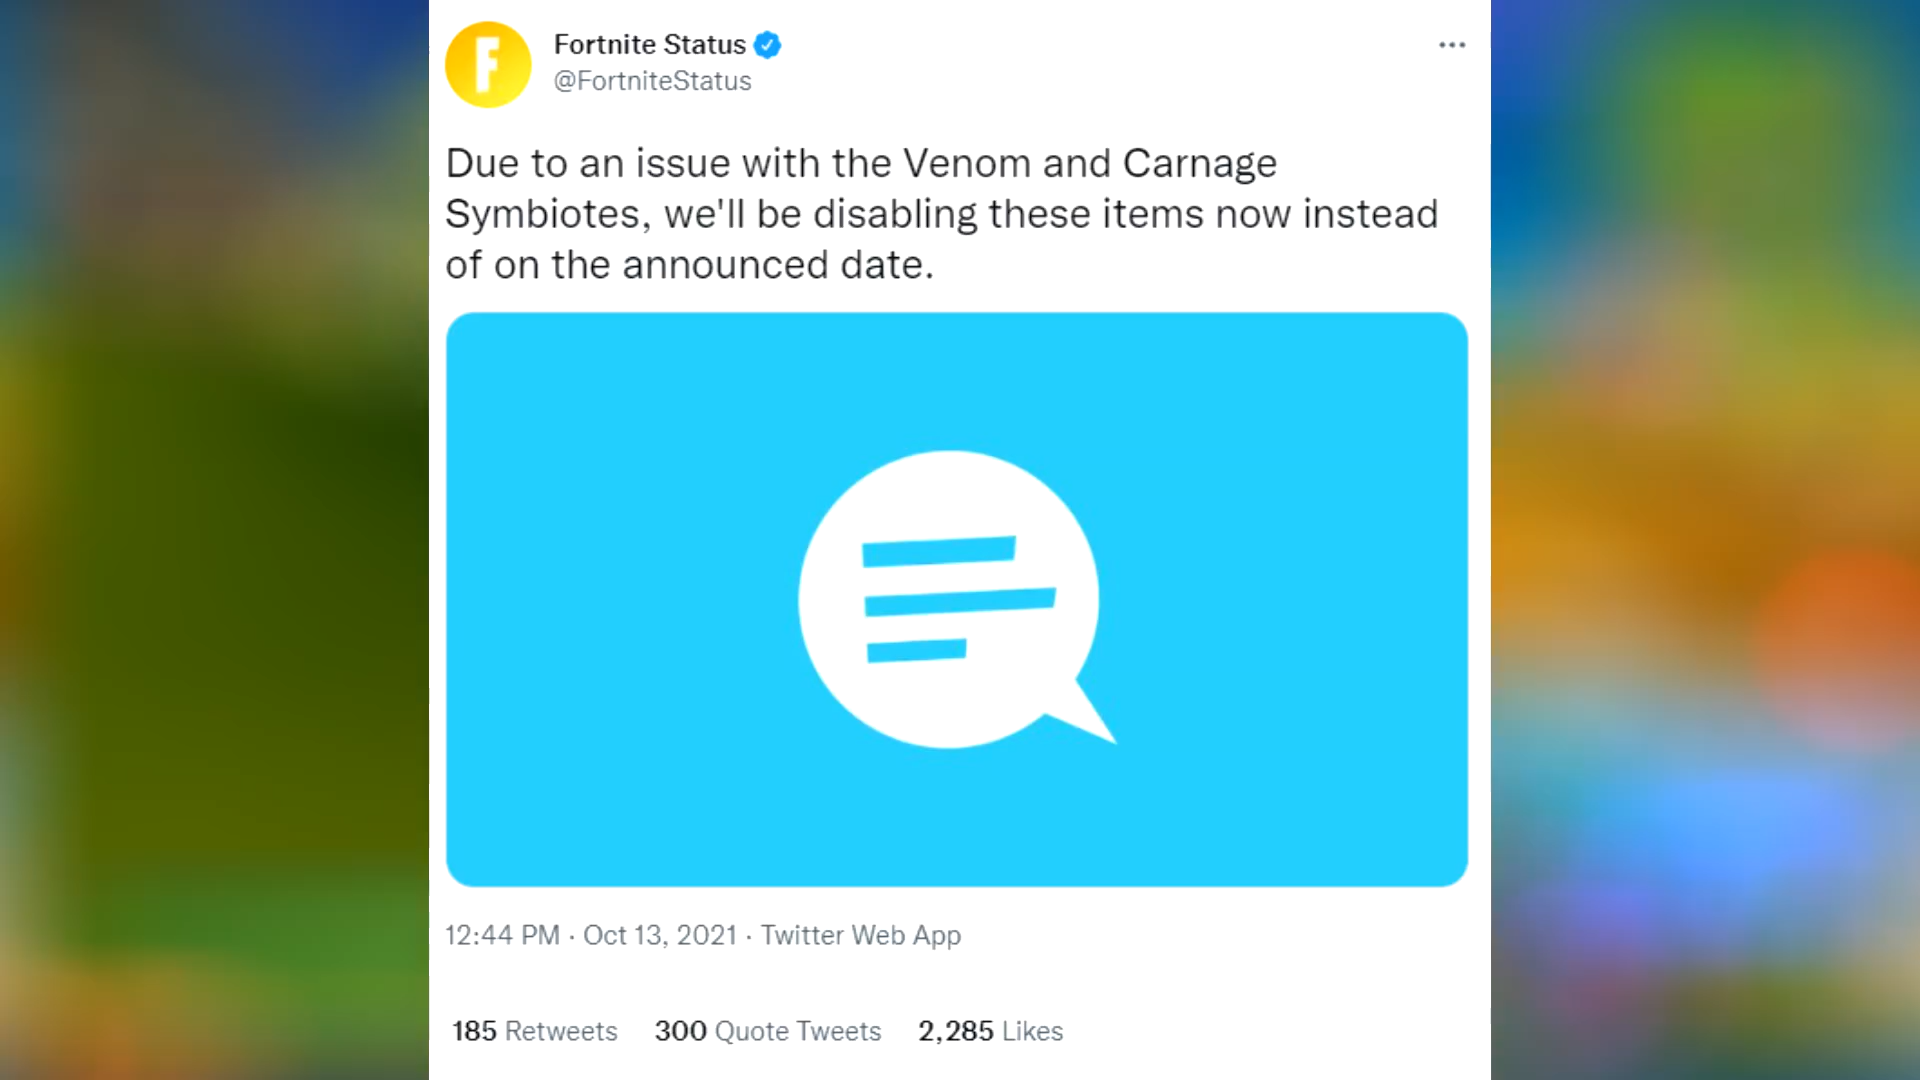 Fortnite Status
@FortniteStatus
Due to an issue with the Venom and Carnage
Symbiotes, we'll be disabling these items now instead
of on the announced date.
12:44 PM · Oct 13, 2021 · Twitter Web App
185 Retweets 300 Quote Tweets 2,285 Likes